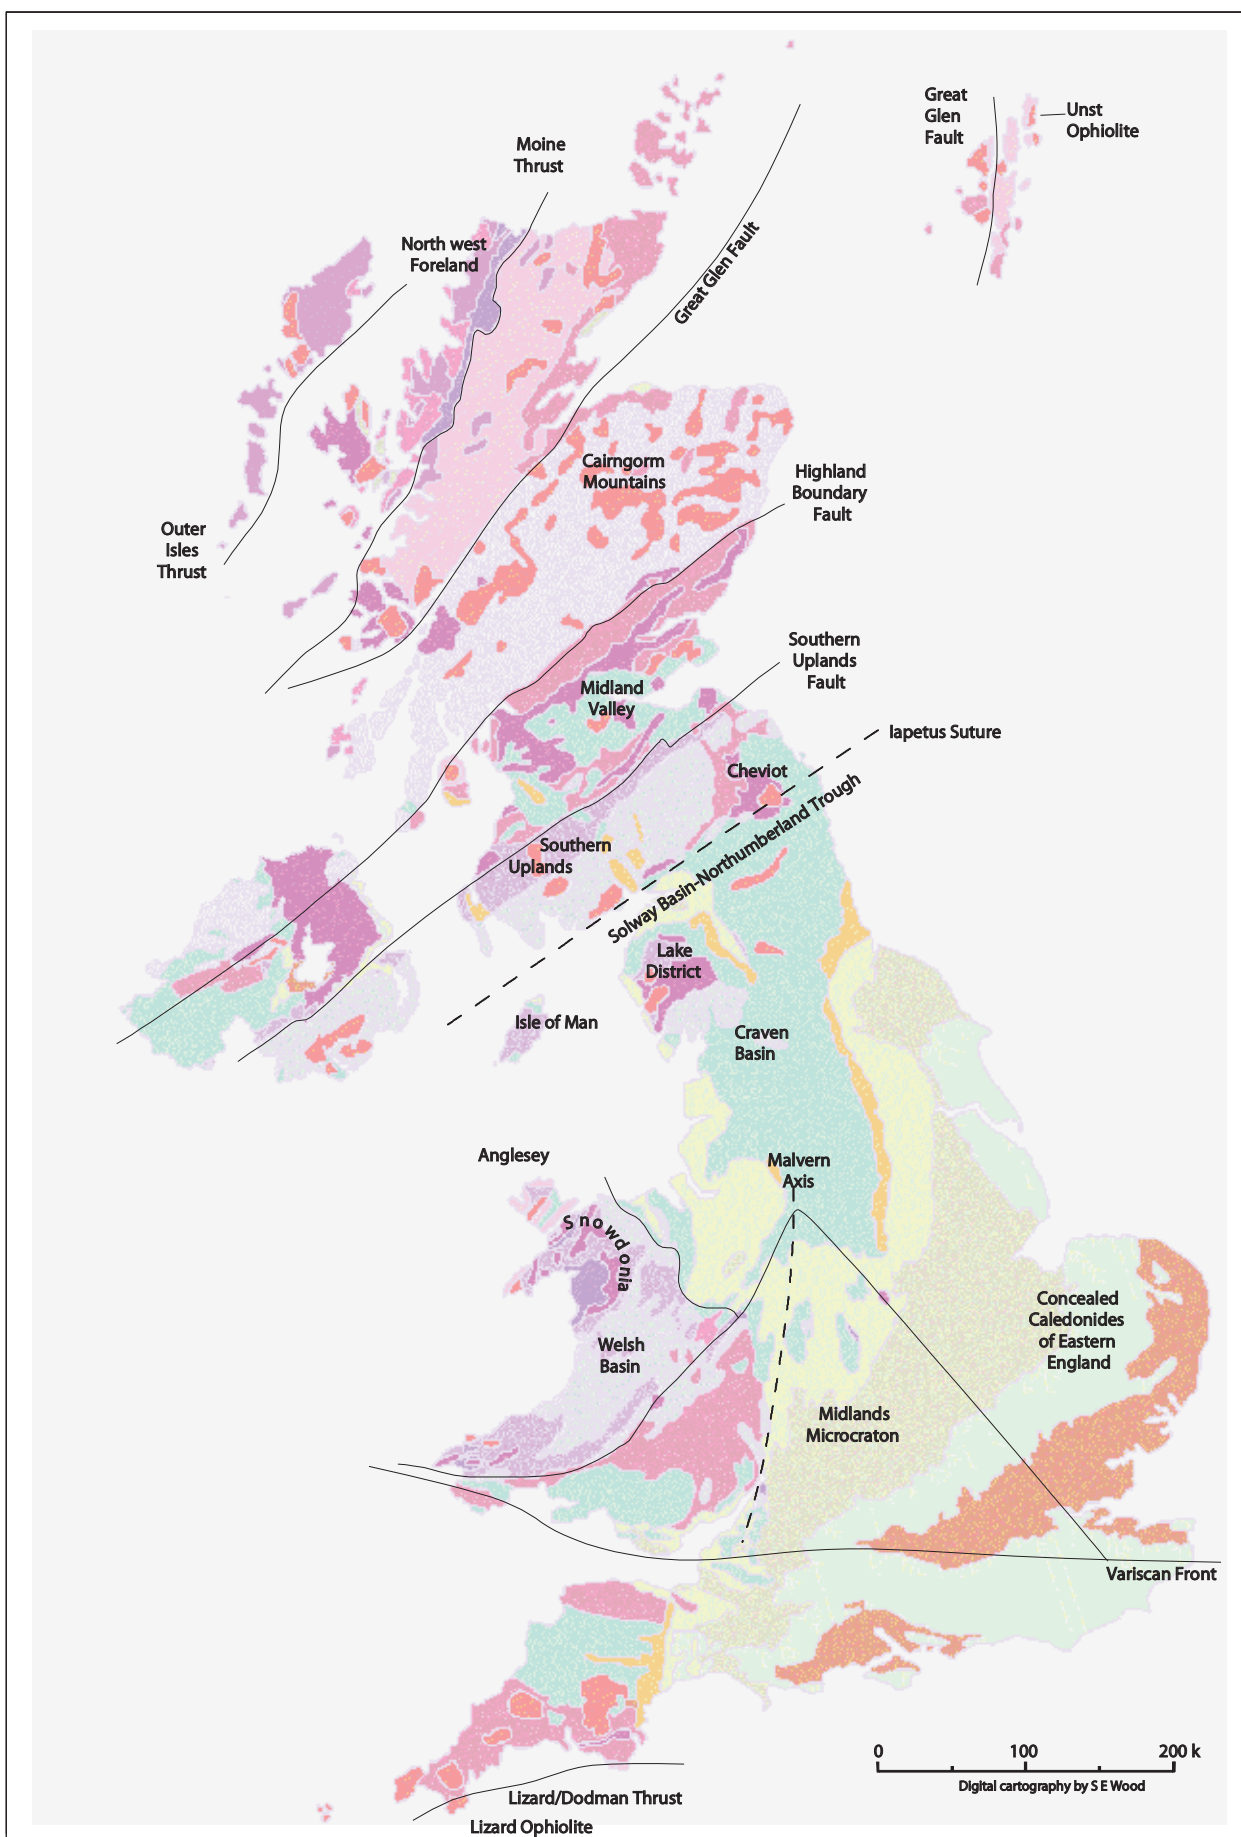 Great
Glen
Fault
Unst
Ophiolite
Moine
Thrust
North west
Foreland
Great Glen Fault
Cairngorm
Mountains
Highland
Boundary
Fault
Outer
Isles
Thrust
Southern
Uplands
Fault
Midland
Valley
Iapetus Suture
Cheviot
Solway Basin-Northumberland Trough
Southern
Uplands
Lake
District
Isle of Man
Craven
Basin
Anglesey
Malvern
Axis
Snowdonia
Concealed
Caledonides
of Eastern
England
Welsh
Basin
Midlands
Microcraton
Variscan Front
0 100 200 k
Digital cartography by S E Wood
Lizard/Dodman Thrust
Lizard Ophiolite